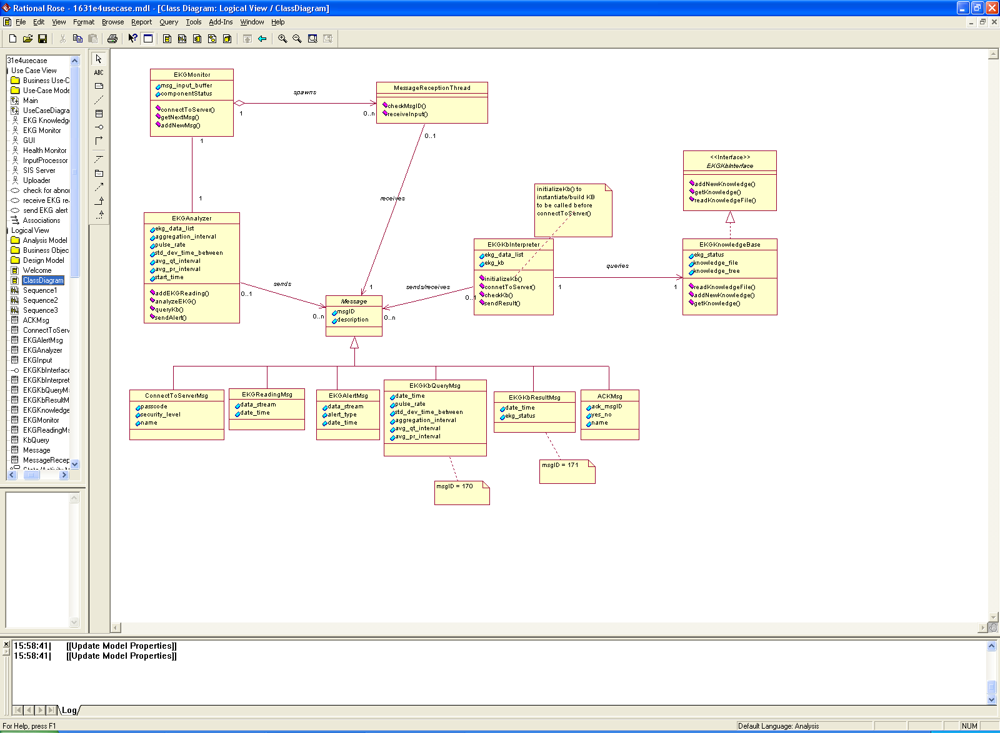 Rational Rose - 1631e4usecase.mdl - [Class Diagram: Logical View / ClassDiagram]
File Edit View Format Browse Report Query Tools Add-Ins Window Help
31e4usecase
Use Case View
Business Use-C
Use-Case Mode
Main
UseCaseDiagra
EKG Knowledg
EKG Monitor
GUI
Health Monitor
InputProcessor
SIS Server
Uploader
check for abnor
receive EKG re
send EKG alert
Associations
Logical View
Analysis Model
Business Objec
Design Model
Welcome
ClassDiagram
Sequence1
Sequence2
Sequence3
ACKMsg
ConnectToServ
EKGAlertMsg
EKGAnalyzer
EKGInput
EKGKbInterface
EKGKbInterpret
EKGKbQueryM
EKGKbResultM
EKGKnowledge
EKGMonitor
EKGReadingMs
KbQuery
Message
MessageRecep
ABC
EKGMonitor
msg_input_buffer
componentStatus
connectToServer()
getNextMsg()
addNewMsg()
spawns
1
0..n
MessageReceptionThread
checkMsgID()
receiveInput()
0..1
receives
1
1
1
EKGAnalyzer
ekg_data_list
aggregation_interval
pulse_rate
std_dev_time_between
avg_qt_interval
avg_pr_interval
start_time
addEKGReading()
analyzeEKG()
queryKb()
sendAlert()
sends
0..1
0..n
Message
msgID
description
0..n
sends/receives
0..1
initializeKb() to
instantiate/build KB
to be called before
connectToServer()
EKGKbInterpreter
ekg_data_list
ekg_kb
initializeKb()
connetToServer()
checkKb()
sendResult()
queries
1
1
<<Interface>>
EKGKbInterface
addNewKnowledge()
getKnowledge()
readKnowledgeFile()
EKGKnowledgeBase
ekg_status
knowledge_file
knowledge_tree
readKnowledgeFile()
addNewKnowledge()
getKnowledge()
ConnectToServerMsg
passcode
security_level
name
EKGReadingMsg
data_stream
date_time
EKGAlertMsg
data_stream
alert_type
date_time
EKGKbQueryMsg
date_time
pulse_rate
std_dev_time_between
aggregation_interval
avg_qt_interval
avg_pr_interval
EKGKbResultMsg
date_time
ekg_status
ACKMsg
ack_msgID
yes_no
name
msgID = 170
msgID = 171
15:58:41| [[Update Model Properties]]
15:58:41| [[Update Model Properties]]
Log
For Help, press F1
Default Language: Analysis
NUM